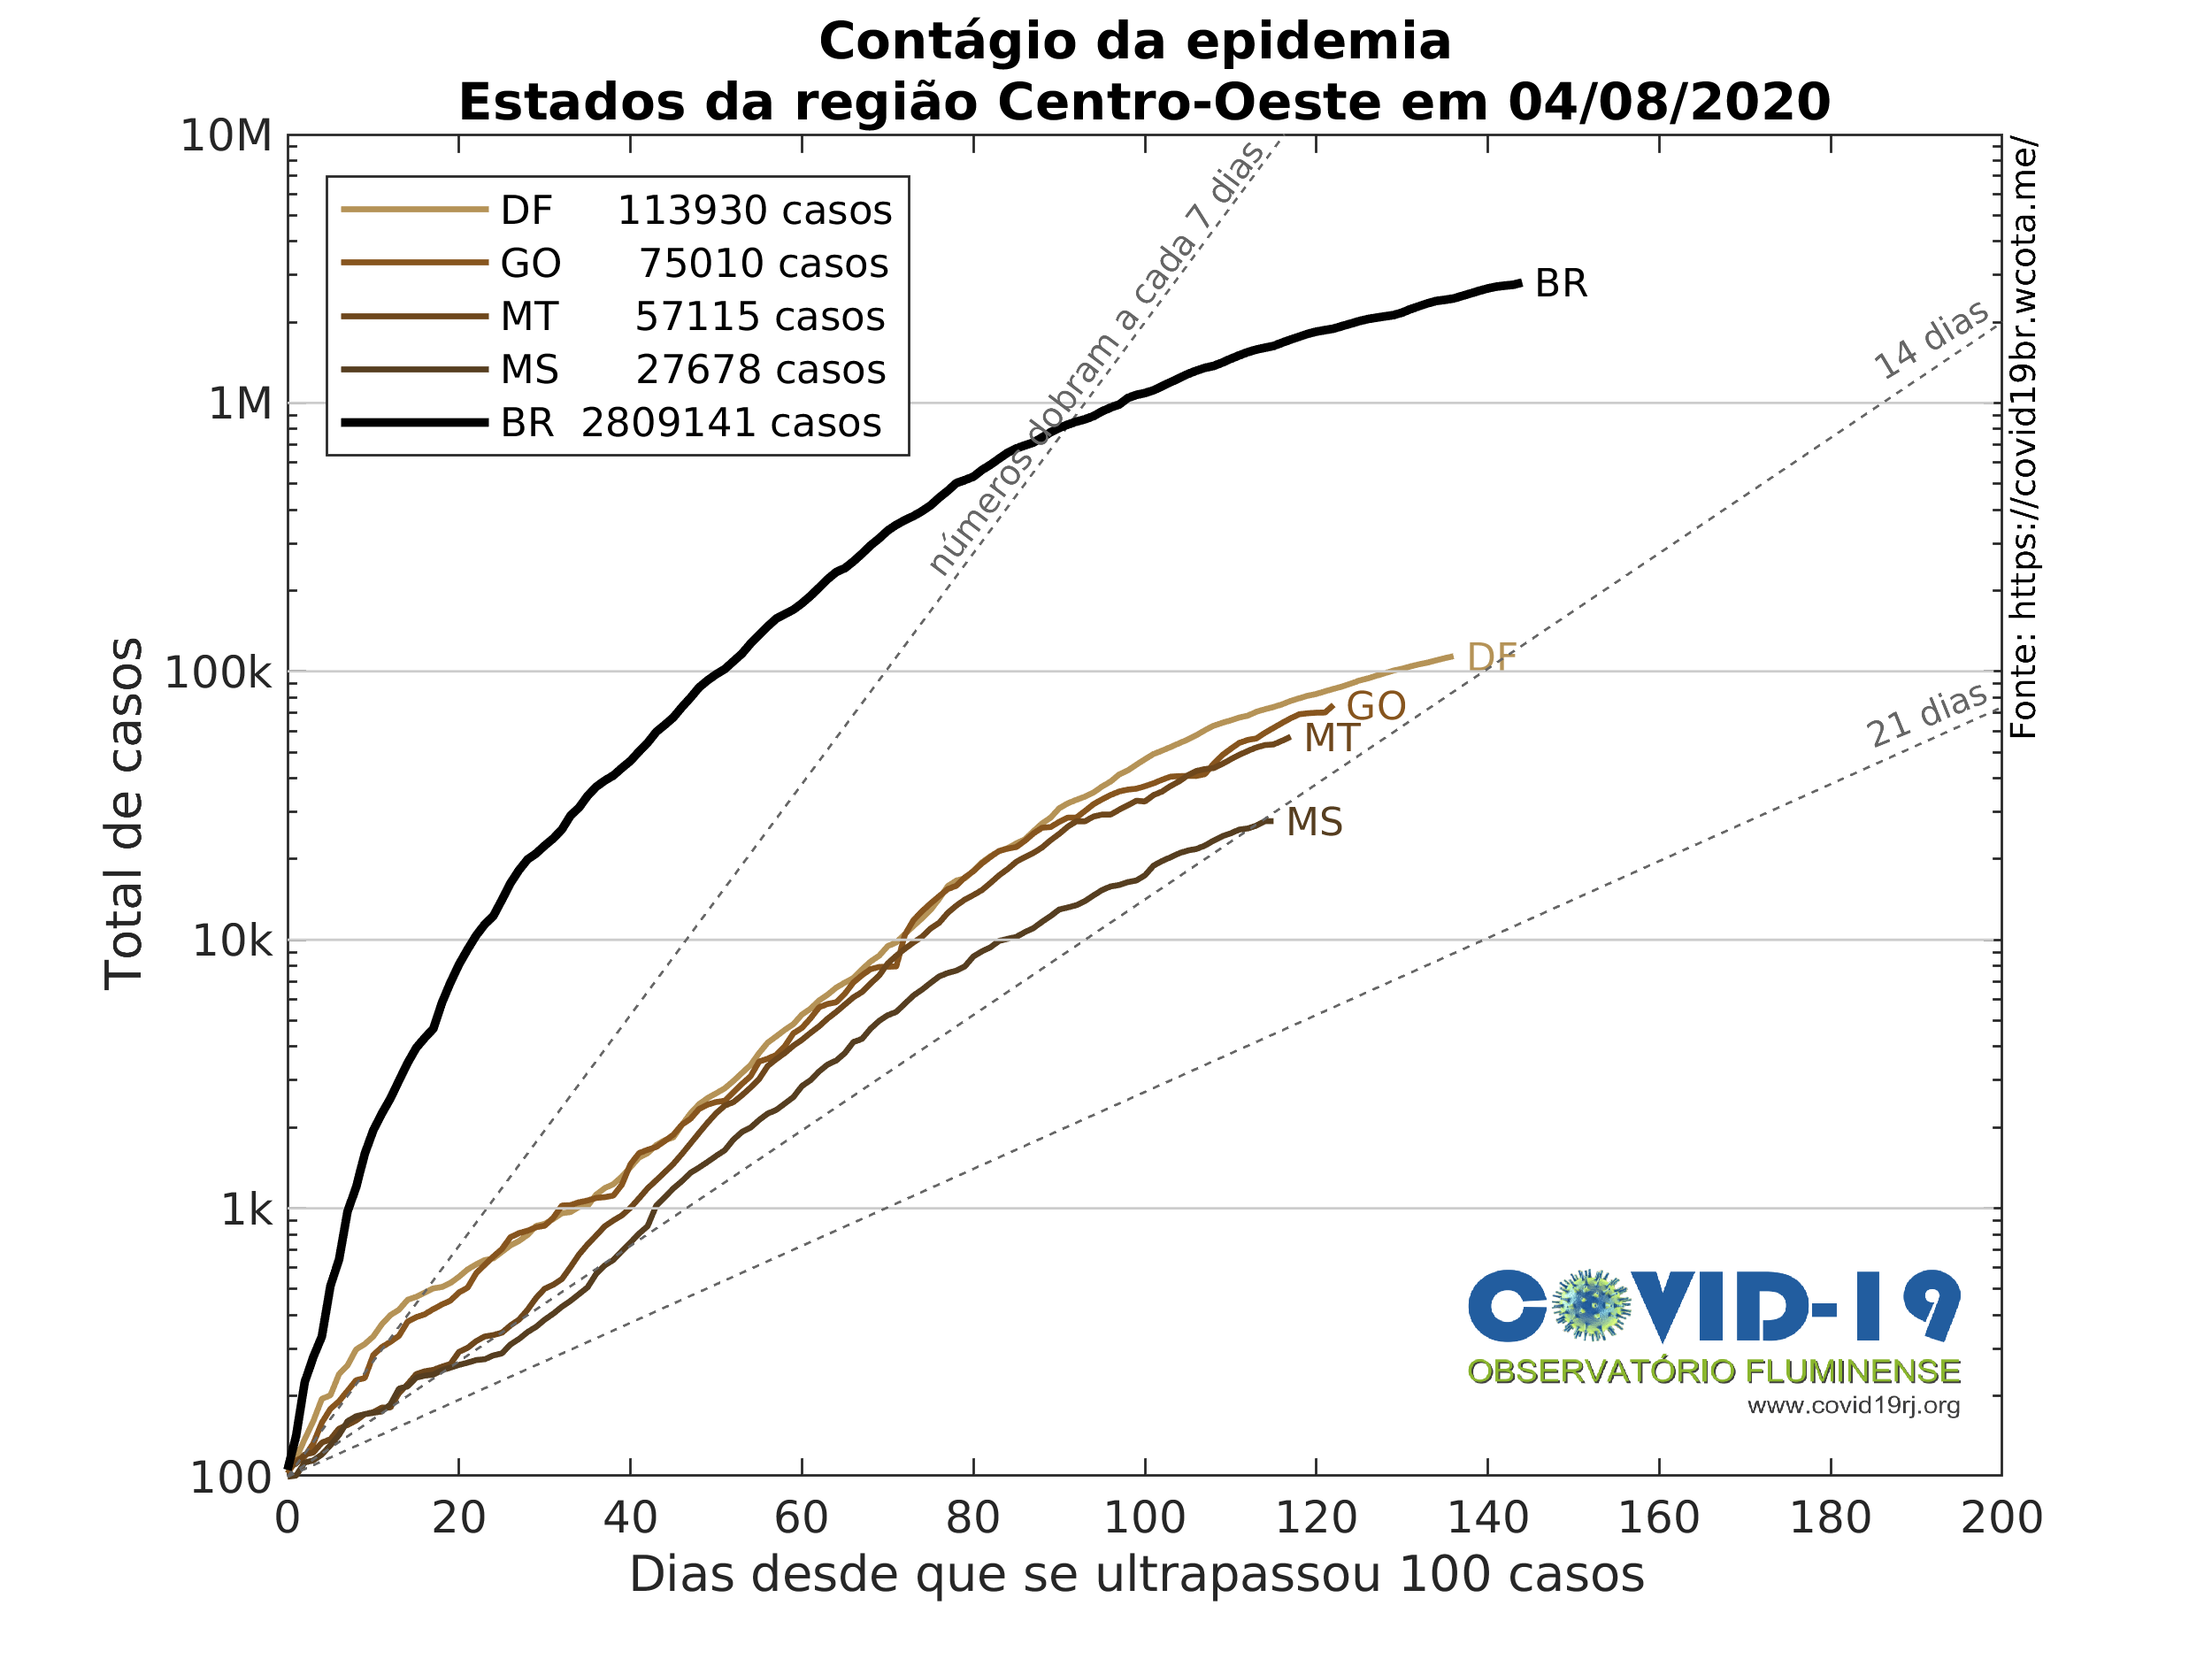 Contágio da epidemia
Estados da região Centro-Oeste em 04/08/2020
10M
1M
100k
10k
1k
100
Total de casos
DF 113930 casos
GO 75010 casos
MT 57115 casos
MS 27678 casos
BR 2809141 casos
números dobram a cada 7 dias
14 dias
21 dias
BR
DF
GO
MT
MS
Fonte: https://covid19br.wcota.me/
COVID-19
OBSERVATÓRIO FLUMINENSE
www.covid19rj.org
0 20 40 60 80 100 120 140 160 180 200
Dias desde que se ultrapassou 100 casos